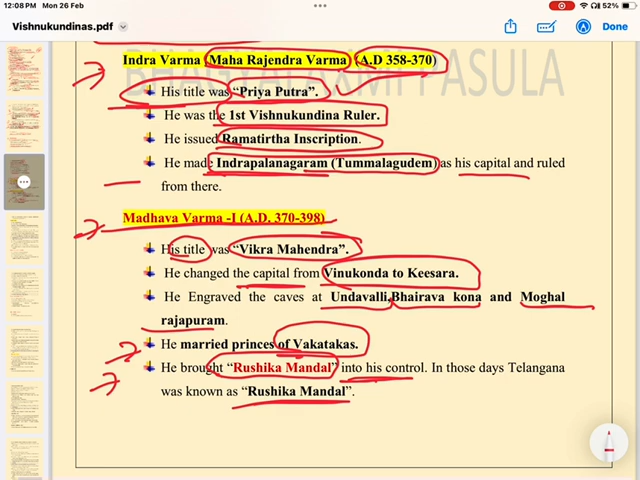 12:08 PM Mon 26 Feb
52%
Vishnukundinas.pdf
Done
BHAGYALAXMI PASULA
Indra Varma (Maha Rajendra Varma) (A.D 358-370)
His title was “Priya Putra”.
He was the 1st Vishnukundina Ruler.
He issued Ramatirtha Inscription.
He made Indrapalanagaram (Tummalagudem) as his capital and ruled
from there.
Madhava Varma -I (A.D. 370-398)
His title was “Vikra Mahendra”.
He changed the capital from Vinukonda to Keesara.
He Engraved the caves at Undavalli,Bhairava kona and Moghal
rajapuram.
He married princes of Vakatakas.
He brought “Rushika Mandal” into his control. In those days Telangana
was known as “Rushika Mandal”.